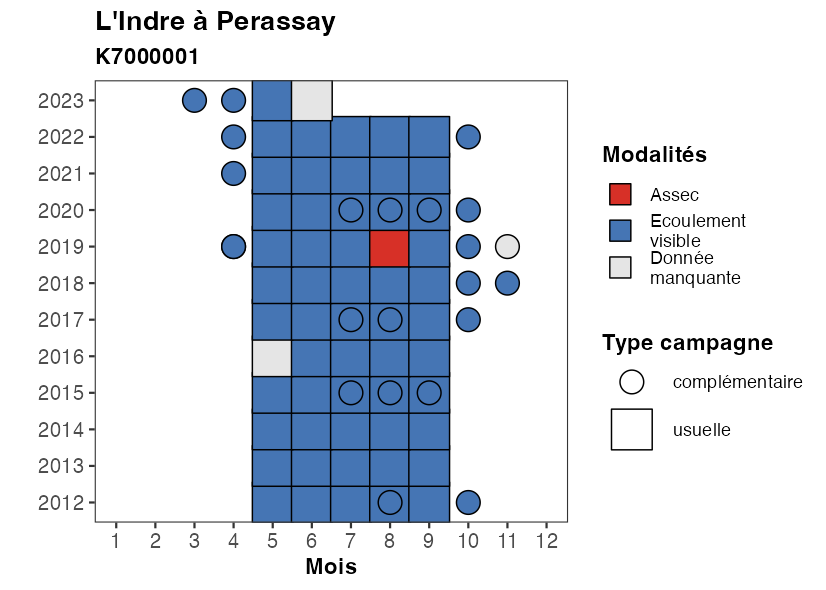 L'Indre à Perassay
K7000001
2023
2022
2021
2020
2019
2018
2017
2016
2015
2014
2013
2012
1 2 3 4 5 6 7 8 9 10 11 12
Mois
Modalités
Assec
Ecoulement
visible
Donnée
manquante
Type campagne
complémentaire
usuelle